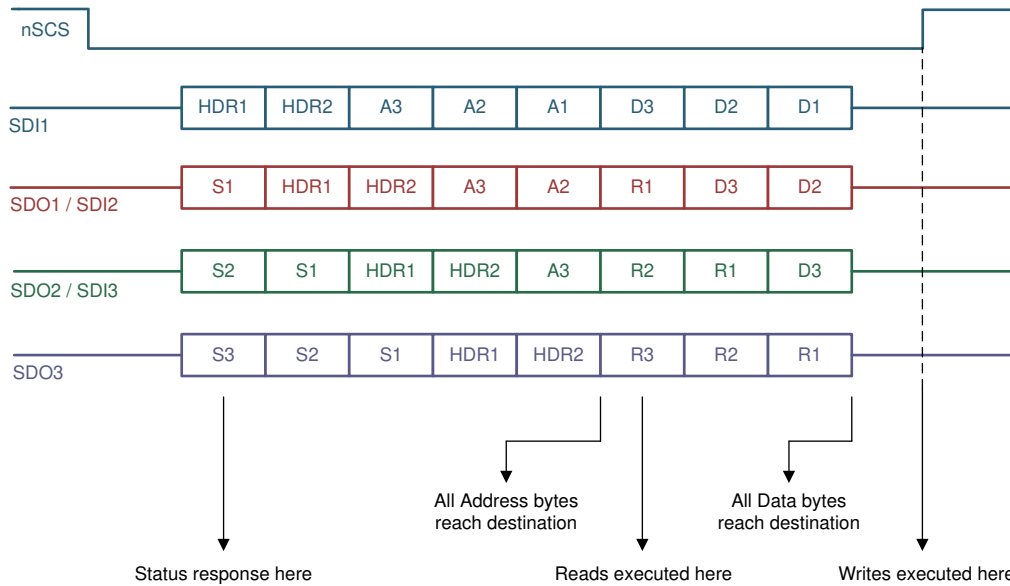 nSCS
HDR1 HDR2 A3 A2 A1 D3 D2 D1
SDI1
S1 HDR1 HDR2 A3 A2 R1 D3 D2
SDO1 / SDI2
S2 S1 HDR1 HDR2 A3 R2 R1 D3
SDO2 / SDI3
S3 S2 S1 HDR1 HDR2 R3 R2 R1
SDO3
All Address bytes
reach destination
All Data bytes
reach destination
Status response here
Reads executed here
Writes executed here